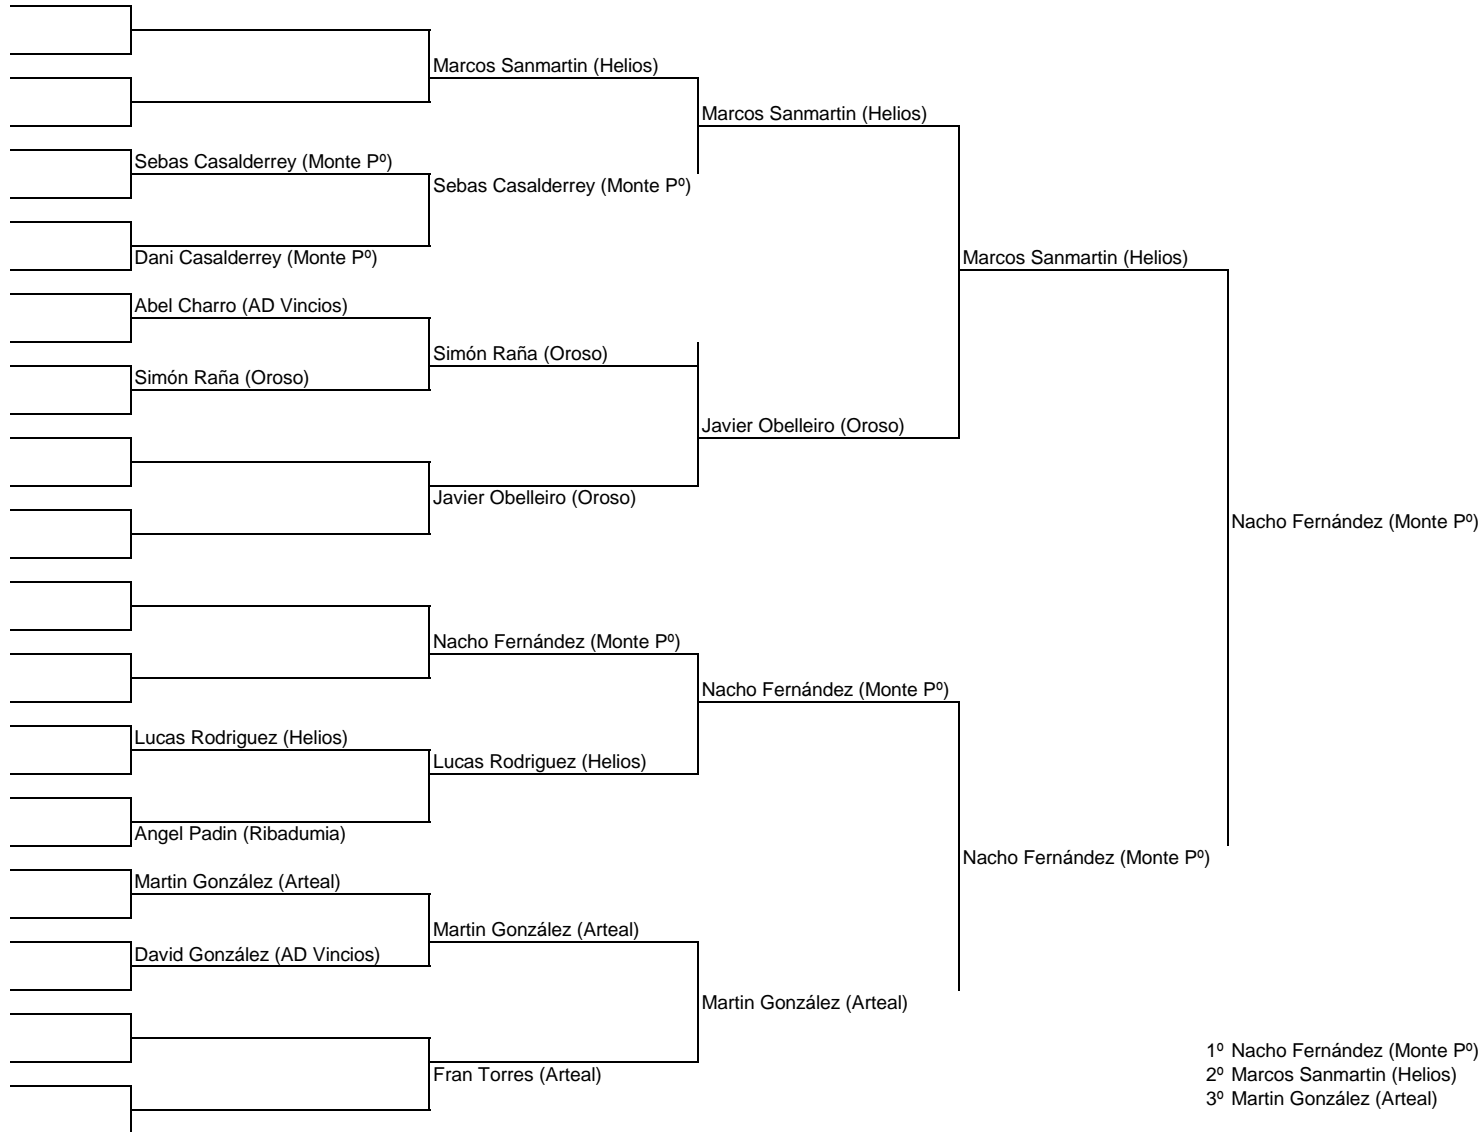 Marcos Sanmartin (Helios)
Marcos Sanmartin (Helios)
Sebas Casalderrey (Monte Pº)
Sebas Casalderrey (Monte Pº)
Dani Casalderrey (Monte Pº)
Marcos Sanmartin (Helios)
Abel Charro (AD Vincios)
Simón Raña (Oroso)
Simón Raña (Oroso)
Javier Obelleiro (Oroso)
Javier Obelleiro (Oroso)
Nacho Fernández (Monte Pº)
Nacho Fernández (Monte Pº)
Nacho Fernández (Monte Pº)
Lucas Rodriguez (Helios)
Lucas Rodriguez (Helios)
Angel Padin (Ribadumia)
Nacho Fernández (Monte Pº)
Martin González (Arteal)
Martin González (Arteal)
David González (AD Vincios)
Martin González (Arteal)
Fran Torres (Arteal)
1º Nacho Fernández (Monte Pº)
2º Marcos Sanmartin (Helios)
3º Martin González (Arteal)